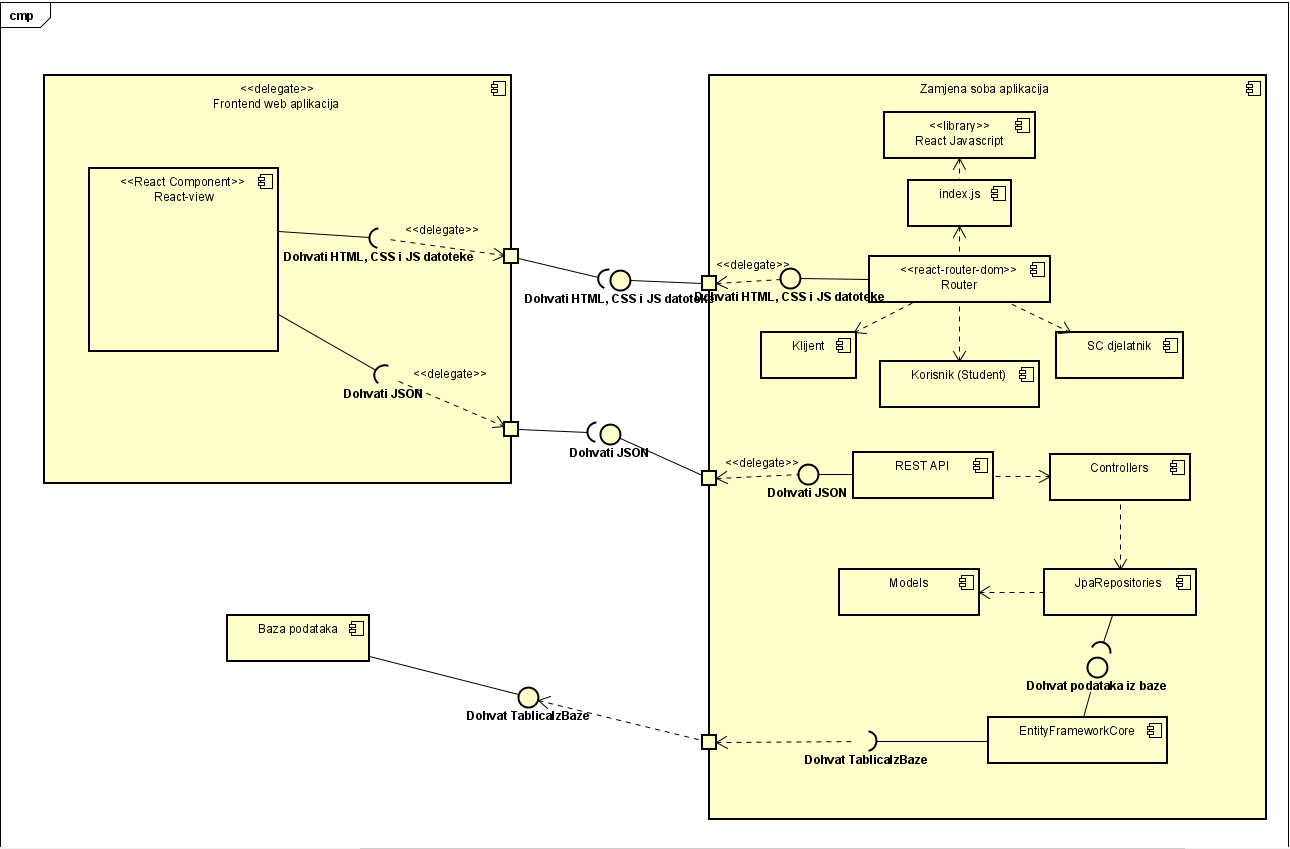 cmp
<<delegate>>
Frontend web aplikacija
<<React Component>>
React-view
<<delegate>>
Dohvati HTML, CSS i JS datoteke
<<delegate>>
Dohvati JSON
Dohvati HTML, CSS i JS datoteke
Dohvati JSON
Zamjena soba aplikacija
<<library>>
React Javascript
index.js
<<react-router-dom>>
Router
<<delegate>>
Dohvati HTML, CSS i JS datoteke
Klijent
Korisnik (Student)
SC djelatnik
<<delegate>>
Dohvati JSON
REST API
Controllers
Models
JpaRepositories
Dohvat podataka iz baze
EntityFrameworkCore
Dohvat TablicaIzBaze
Baza podataka
Dohvat TablicaIzBaze